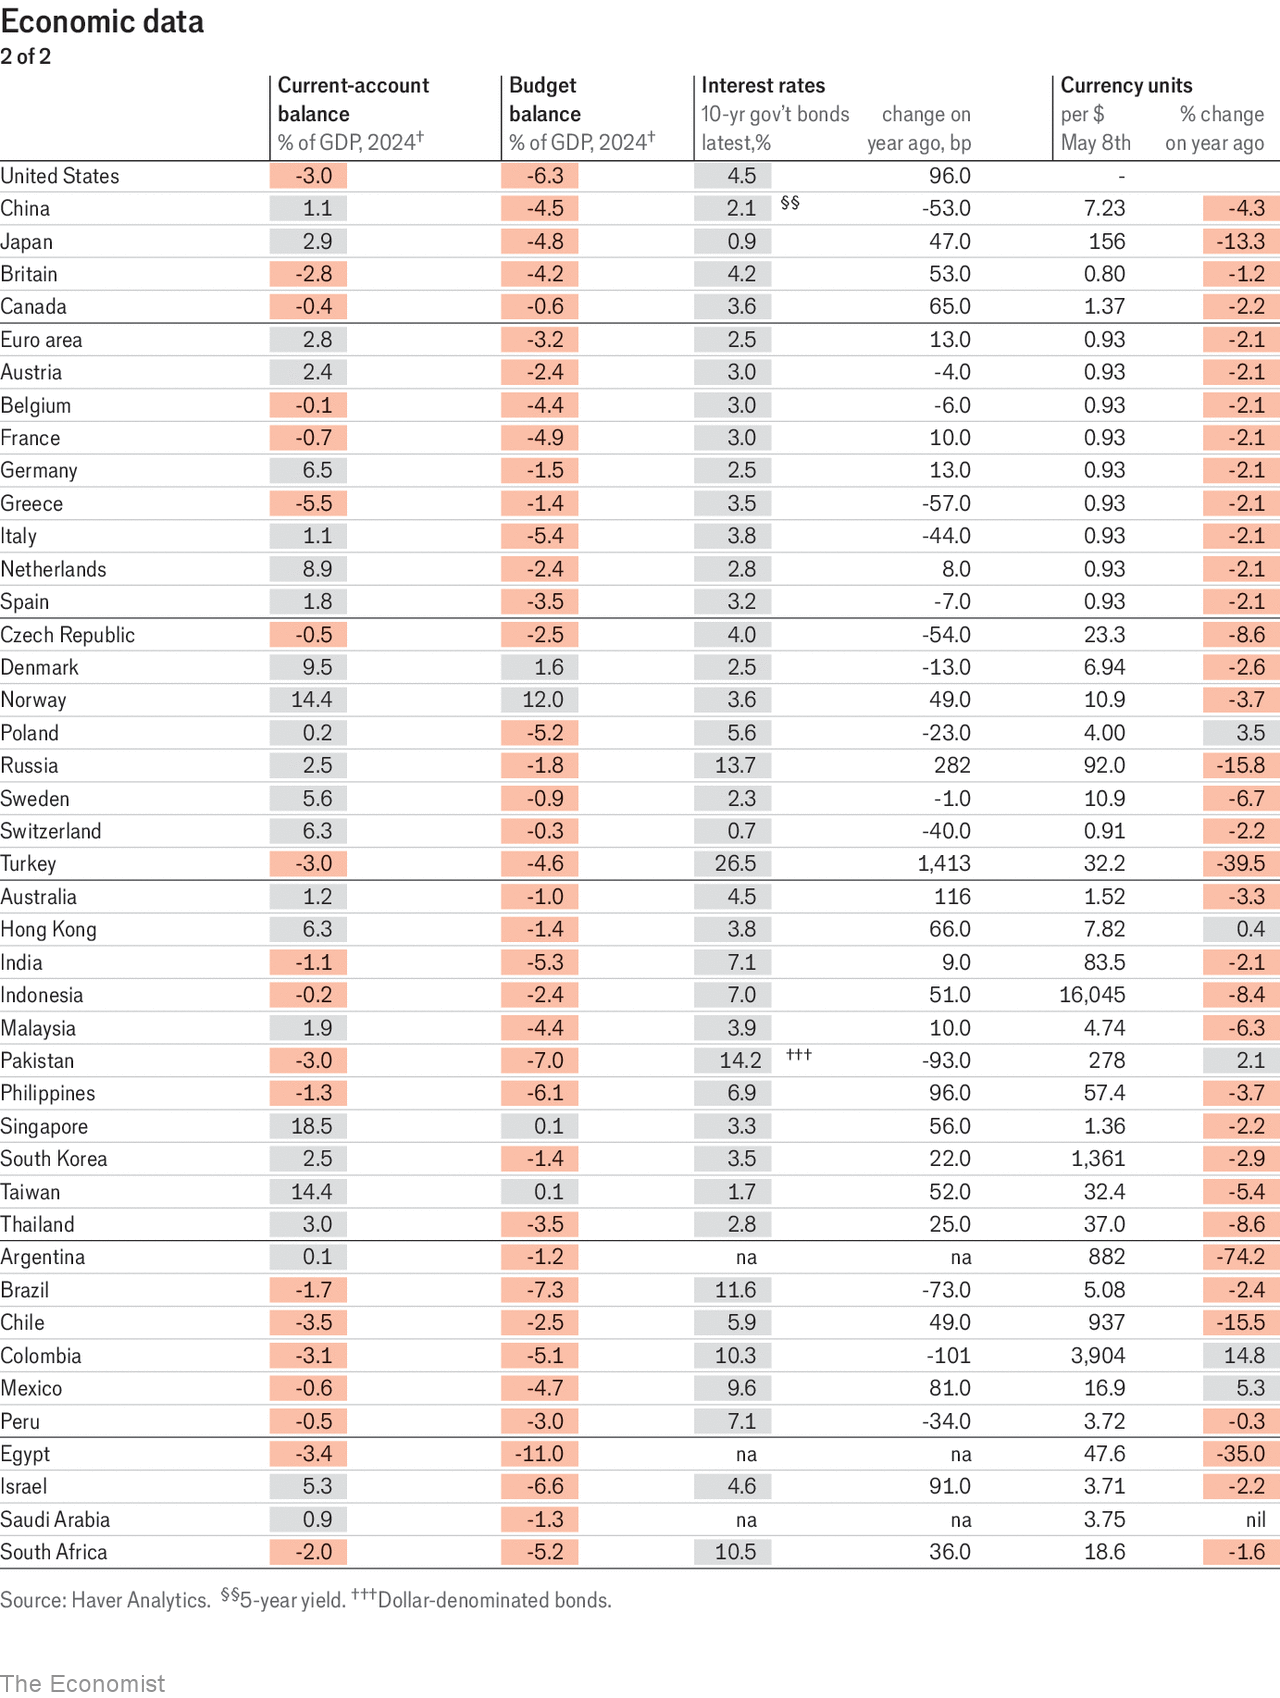 Economic data
2 of 2
Current-account Budget Interest rates Currency units
balance balance 10-yr gov't bonds change on per $ % change
% of GDP, 2024† % of GDP, 2024† latest,% year ago, bp May 8th on year ago
United States -3.0 -6.3 4.5 96.0 -
China 1.1 -4.5 2.1 §§ -53.0 7.23 -4.3
Japan 2.9 -4.8 0.9 47.0 156 -13.3
Britain -2.8 -4.2 4.2 53.0 0.80 -1.2
Canada -0.4 -0.6 3.6 65.0 1.37 -2.2
Euro area 2.8 -3.2 2.5 13.0 0.93 -2.1
Austria 2.4 -2.4 3.0 -4.0 0.93 -2.1
Belgium -0.1 -4.4 3.0 -6.0 0.93 -2.1
France -0.7 -4.9 3.0 10.0 0.93 -2.1
Germany 6.5 -1.5 2.5 13.0 0.93 -2.1
Greece -5.5 -1.4 3.5 -57.0 0.93 -2.1
Italy 1.1 -5.4 3.8 -44.0 0.93 -2.1
Netherlands 8.9 -2.4 2.8 8.0 0.93 -2.1
Spain 1.8 -3.5 3.2 -7.0 0.93 -2.1
Czech Republic -0.5 -2.5 4.0 -54.0 23.3 -8.6
Denmark 9.5 1.6 2.5 -13.0 6.94 -2.6
Norway 14.4 12.0 3.6 49.0 10.9 -3.7
Poland 0.2 -5.2 5.6 -23.0 4.00 3.5
Russia 2.5 -1.8 13.7 282 92.0 -15.8
Sweden 5.6 -0.9 2.3 -1.0 10.9 -6.7
Switzerland 6.3 -0.3 0.7 -40.0 0.91 -2.2
Turkey -3.0 -4.6 26.5 1,413 32.2 -39.5
Australia 1.2 -1.0 4.5 116 1.52 -3.3
Hong Kong 6.3 -1.4 3.8 66.0 7.82 0.4
India -1.1 -5.3 7.1 9.0 83.5 -2.1
Indonesia -0.2 -2.4 7.0 51.0 16,045 -8.4
Malaysia 1.9 -4.4 3.9 10.0 4.74 -6.3
Pakistan -3.0 -7.0 14.2 ††† -93.0 278 2.1
Philippines -1.3 -6.1 6.9 96.0 57.4 -3.7
Singapore 18.5 0.1 3.3 56.0 1.36 -2.2
South Korea 2.5 -1.4 3.5 22.0 1,361 -2.9
Taiwan 14.4 0.1 1.7 52.0 32.4 -5.4
Thailand 3.0 -3.5 2.8 25.0 37.0 -8.6
Argentina 0.1 -1.2 na na 882 -74.2
Brazil -1.7 -7.3 11.6 -73.0 5.08 -2.4
Chile -3.5 -2.5 5.9 49.0 937 -15.5
Colombia -3.1 -5.1 10.3 -101 3,904 14.8
Mexico -0.6 -4.7 9.6 81.0 16.9 5.3
Peru -0.5 -3.0 7.1 -34.0 3.72 -0.3
Egypt -3.4 -11.0 na na 47.6 -35.0
Israel 5.3 -6.6 4.6 91.0 3.71 -2.2
Saudi Arabia 0.9 -1.3 na na 3.75 nil
South Africa -2.0 -5.2 10.5 36.0 18.6 -1.6
Source: Haver Analytics. §§5-year yield. †††Dollar-denominated bonds.
The Economist